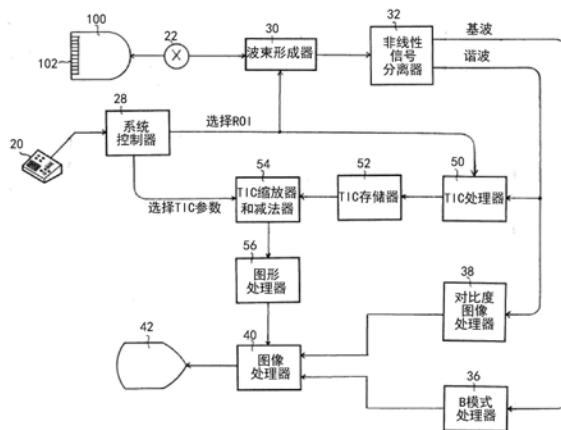 100
102
22
30
波束形成器
32
非线性
信号
分离器
基波
谐波
20
28
系统
控制器
选择ROI
选择TIC参数
54
TIC缩放器
和减法器
52
TIC存储器
50
TIC处理器
56
图形
处理器
38
对比度
图像
处理器
42
40
图像
处理器
36
B模式
处理器